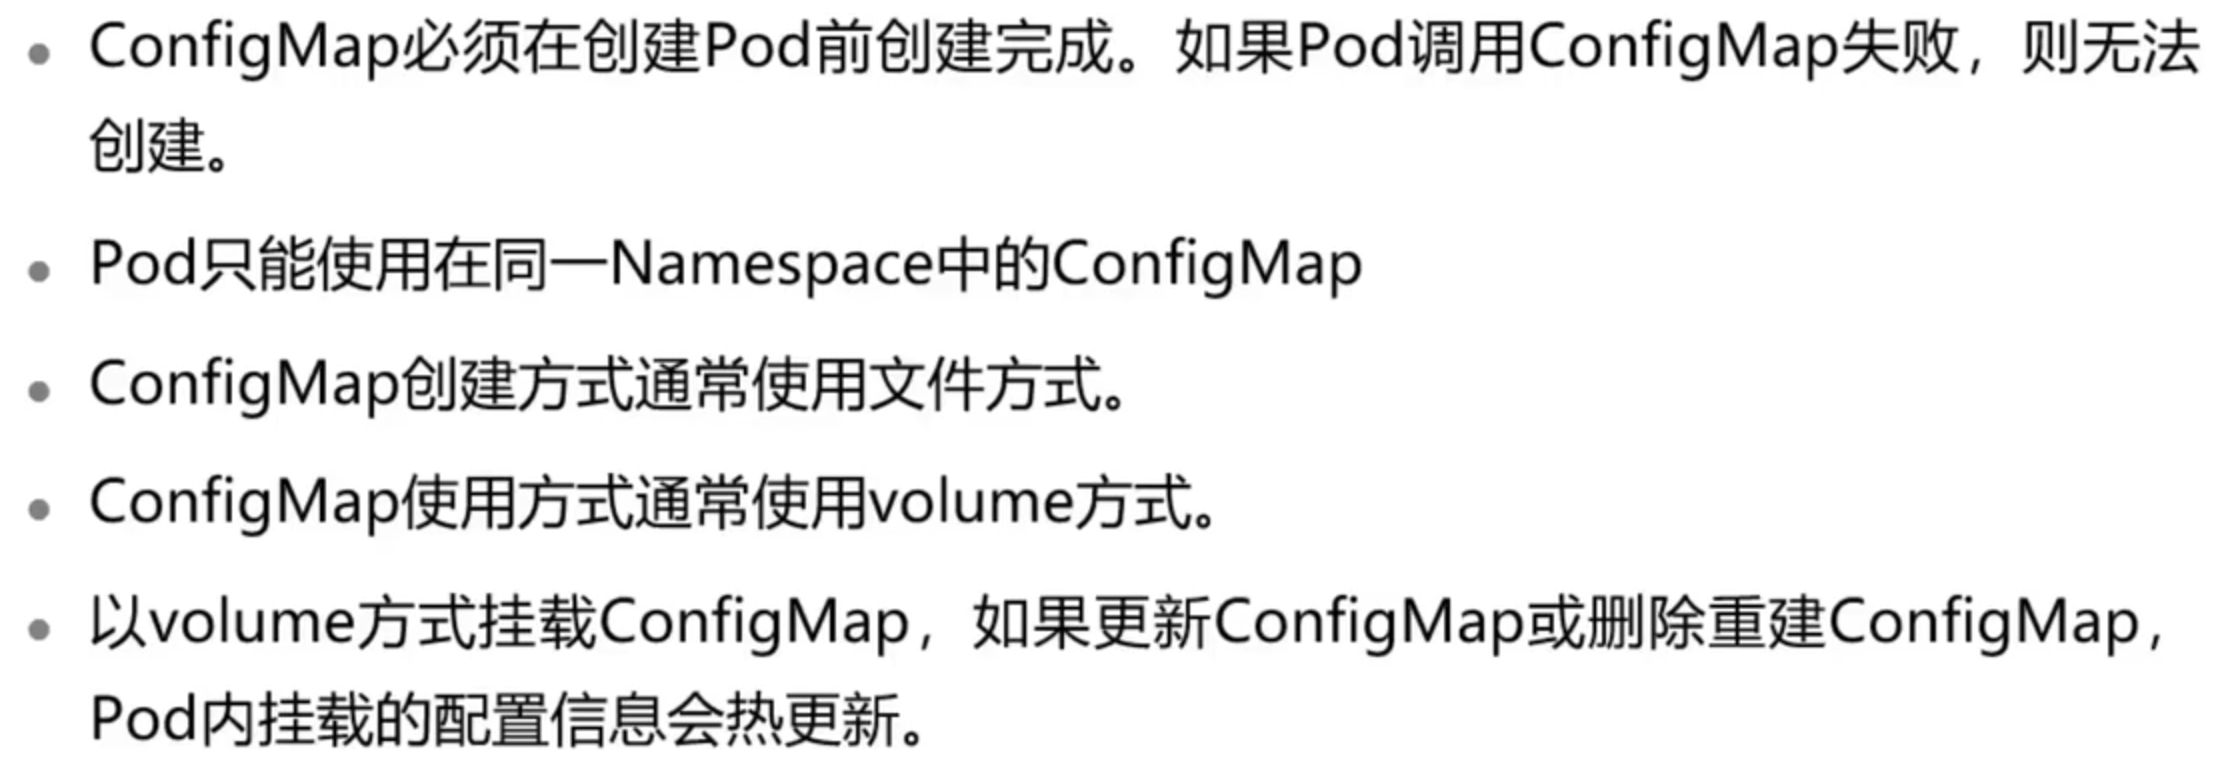 ConfigMap必须在创建Pod前创建完成。如果Pod调用ConfigMap失败，则无法
创建。
Pod只能使用在同一Namespace中的ConfigMap
ConfigMap创建方式通常使用文件方式。
ConfigMap使用方式通常使用volume方式。
以volume方式挂载ConfigMap，如果更新ConfigMap或删除重建ConfigMap，
Pod内挂载的配置信息会热更新。